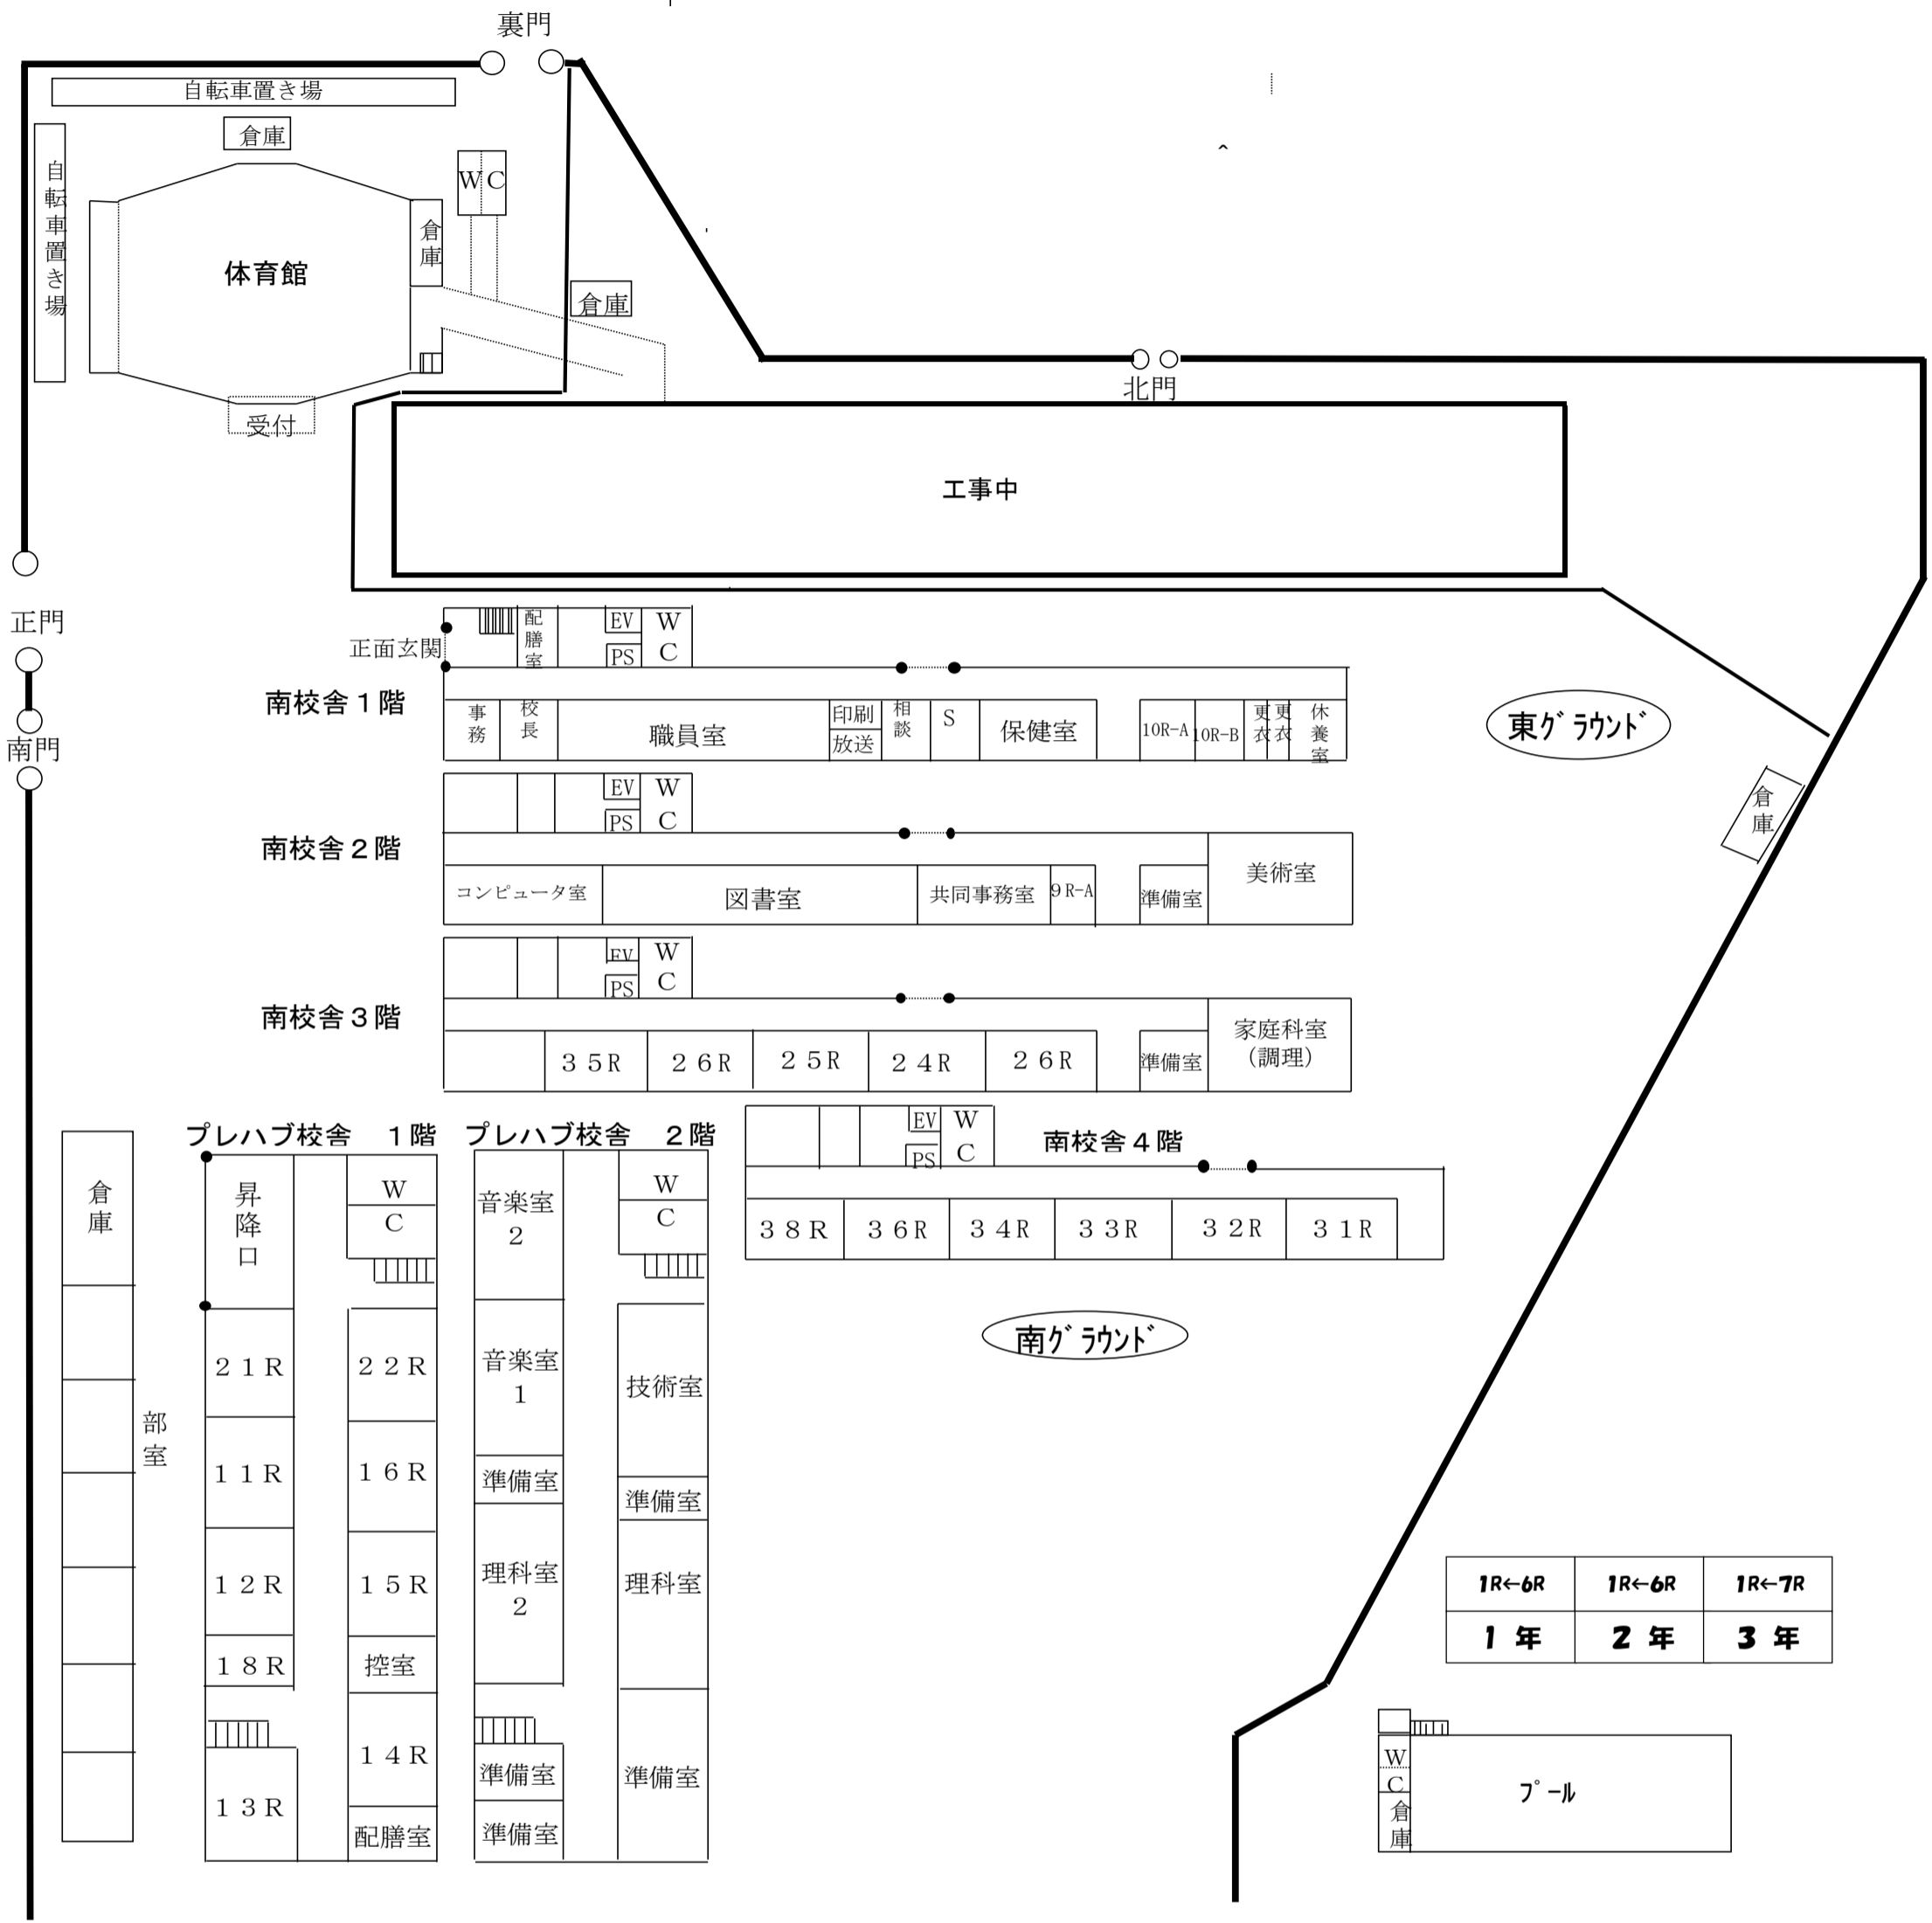 裏門
自転車置き場
倉庫
自転車置き場
WC
倉庫
体育館
倉庫
受付
北門
工事中
正門
南門
正面玄関
配膳室
EV
PS
WC
南校舎1階
事務
校長
職員室
印刷
放送
相談
S
保健室
10R-A
10R-B
更衣
更衣
休養室
東グラウンド
倉庫
EV
PS
WC
南校舎2階
コンピュータ室
図書室
共同事務室
9R-A
準備室
美術室
EV
PS
WC
南校舎3階
35R
26R
25R
24R
26R
準備室
家庭科室
(調理)
EV
PS
WC
南校舎4階
38R
36R
34R
33R
32R
31R
南グラウンド
倉庫
部室
プレハブ校舎 1階
昇降口
WC
21R
22R
11R
16R
12R
15R
18R
控室
14R
13R
配膳室
プレハブ校舎 2階
音楽室
2
WC
音楽室
1
技術室
準備室
準備室
理科室
2
理科室
準備室
準備室
準備室
1R←6R 1R←6R 1R←7R
1年 2年 3年
WC
倉庫
プール